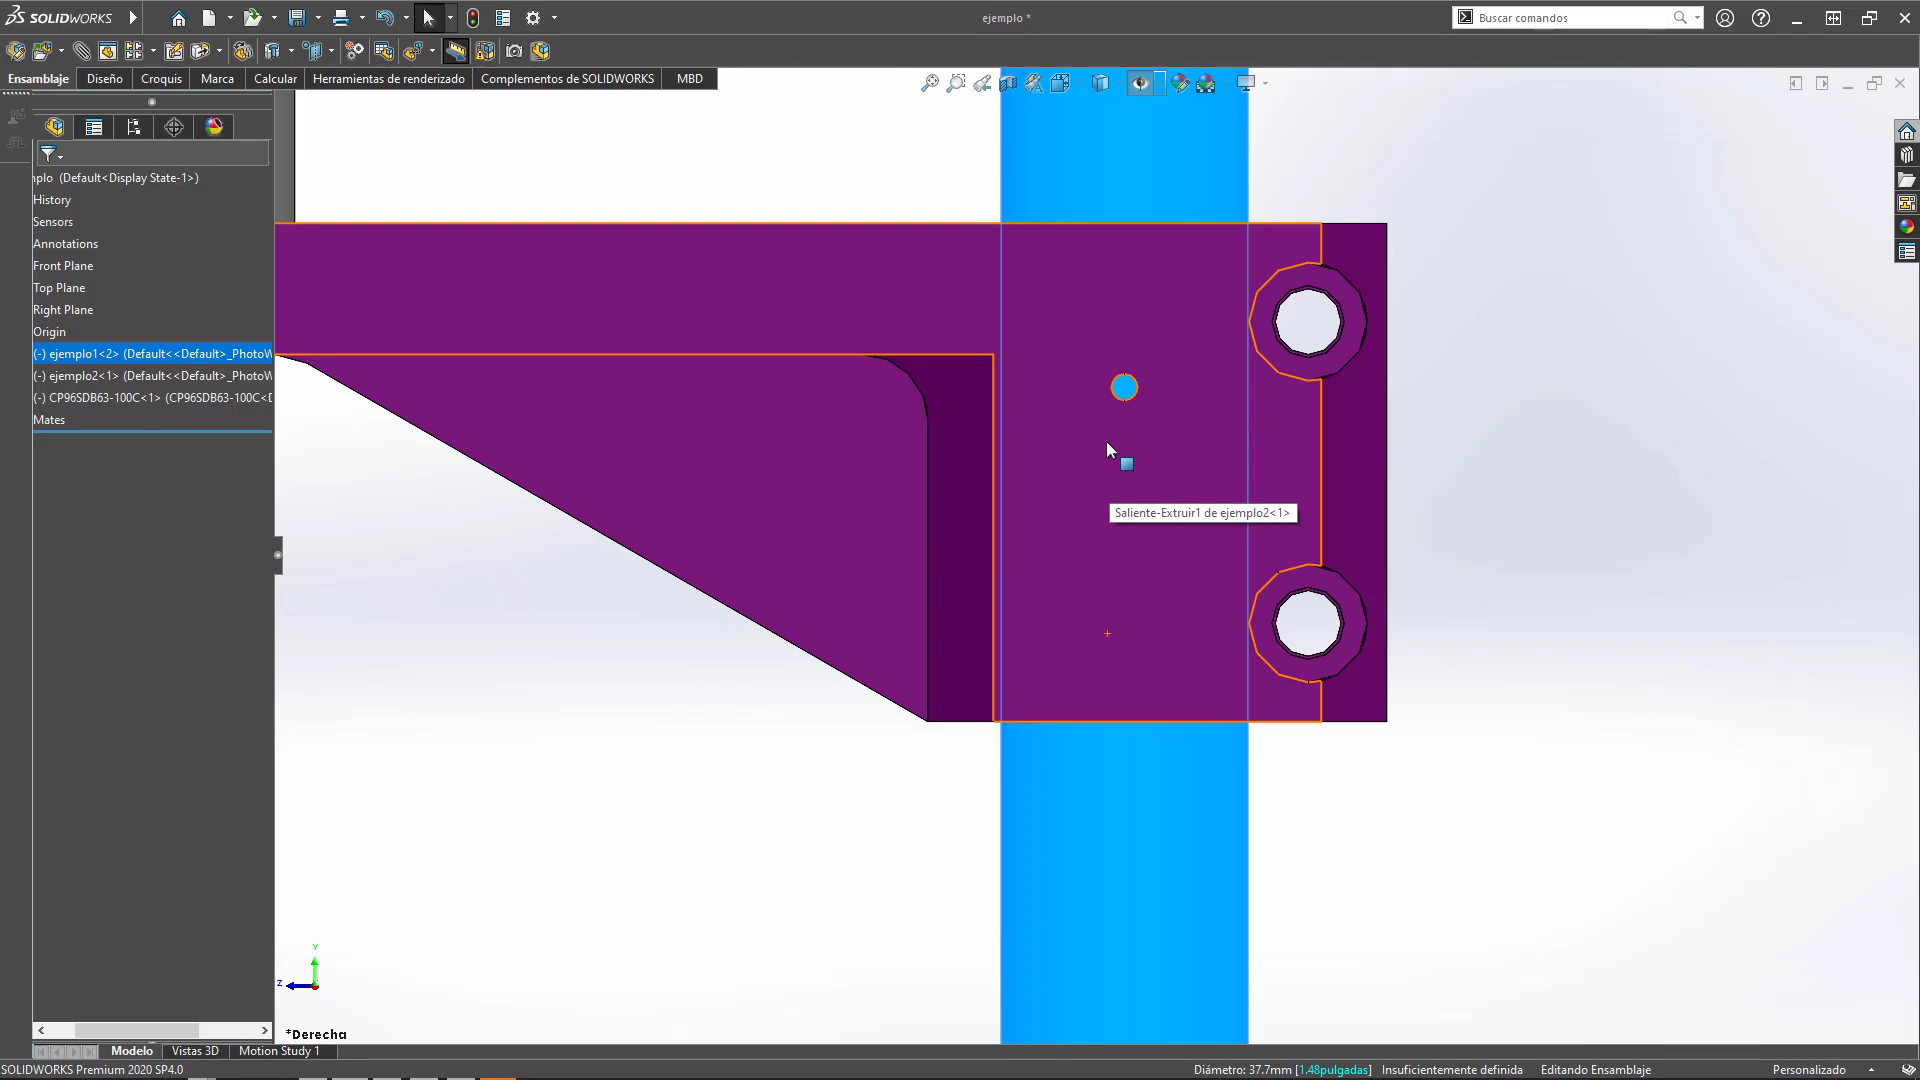 SOLIDWORKS
ejemplo *
Buscar comandos
Ensamblaje
Diseño
Croquis
Marca
Calcular
Herramientas de renderizado
Complementos de SOLIDWORKS
MBD
(Default<Display State-1>)
History
Sensors
Annotations
Front Plane
Top Plane
Right Plane
Origin
(-) ejemplo1<2> (Default<<Default>_PhotoW
(-) ejemplo2<1> (Default<<Default>_PhotoW
(-) CP96SDB63-100C<1> (CP96SDB63-100C<D
Mates
Saliente-Extruir1 de ejemplo2<1>
Y
Z
*Derecha
Modelo
Vistas 3D
Motion Study 1
SOLIDWORKS Premium 2020 SP4.0
Diámetro: 37.7mm [1.48pulgadas]
Insuficientemente definida
Editando Ensamblaje
Personalizado